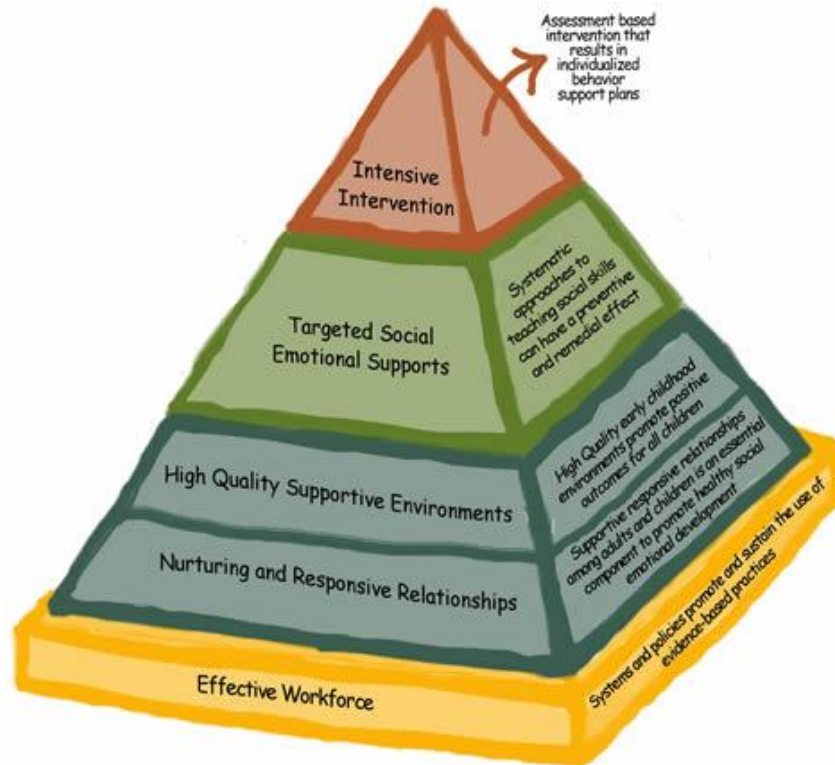 Assessment based
intervention that
results in
individualized
behavior
support plans
Intensive
Intervention
Systematic
approaches to
teaching social skills
can have a preventive
and remedial effect
Targeted Social
Emotional Supports
High Quality early childhood
environments promote positive
outcomes for all children
High Quality Supportive Environments
Supportive responsive relationships
among adults and children is an essential
component to promote healthy social
emotional development
Nurturing and Responsive Relationships
Systems and policies promote and sustain the use of
evidence-based practices
Effective Workforce